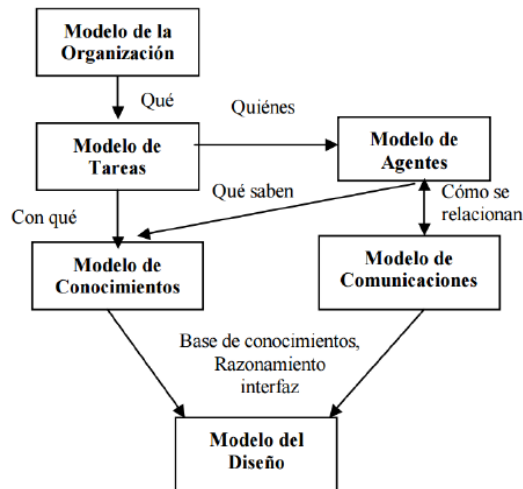 Modelo de la
Organización
Qué
Quiénes
Modelo de
Tareas
Modelo de
Agentes
Qué saben
Cómo se
relacionan
Con qué
Modelo de
Conocimientos
Modelo de
Comunicaciones
Base de conocimientos,
Razonamiento
interfaz
Modelo del
Diseño